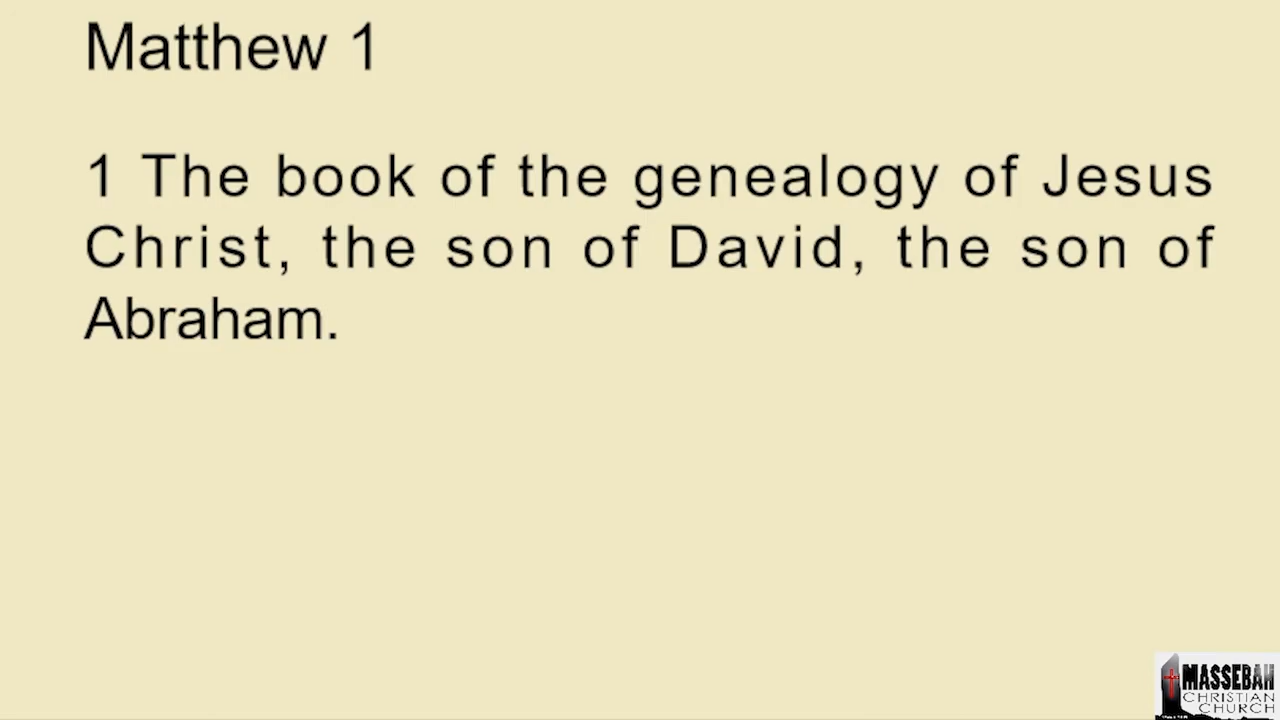 Matthew 1
1 The book of the genealogy of Jesus
Christ, the son of David, the son of
Abraham.
MASSEBAH
CHRISTIAN
CHURCH